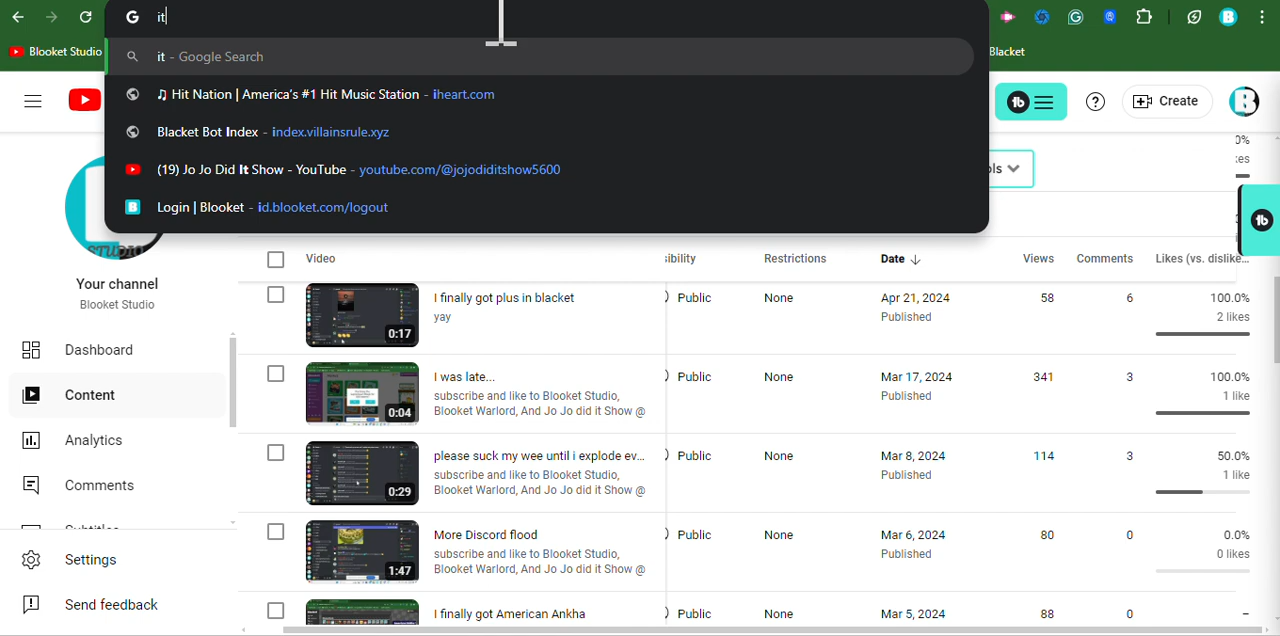 it
Blooket Studio
Blacket
it - Google Search
♫ Hit Nation | America's #1 Hit Music Station - iheart.com
Blacket Bot Index - index.villainsrule.xyz
(19) Jo Jo Did It Show - YouTube - youtube.com/@jojodiditshow5600
Login | Blooket - id.blooket.com/logout
Create
0%
STUDIO
Your channel
Blooket Studio
Dashboard
Content
Analytics
Comments
Subtitles
Settings
Send feedback
Video
Restrictions
Date
Views
Comments
Likes (vs. dislike...
0:17
I finally got plus in blacket
yay
Public
None
Apr 21, 2024
Published
58
6
100.0%
2 likes
0:04
I was late...
subscribe and like to Blooket Studio,
Blooket Warlord, And Jo Jo did it Show @
Public
None
Mar 17, 2024
Published
341
3
100.0%
1 like
0:29
please suck my wee until i explode ev...
subscribe and like to Blooket Studio,
Blooket Warlord, And Jo Jo did it Show @
Public
None
Mar 8, 2024
Published
114
3
50.0%
1 like
1:47
More Discord flood
subscribe and like to Blooket Studio,
Blooket Warlord, And Jo Jo did it Show @
Public
None
Mar 6, 2024
Published
80
0
0.0%
0 likes
I finally got American Ankha
Public
None
Mar 5, 2024
88
0
-